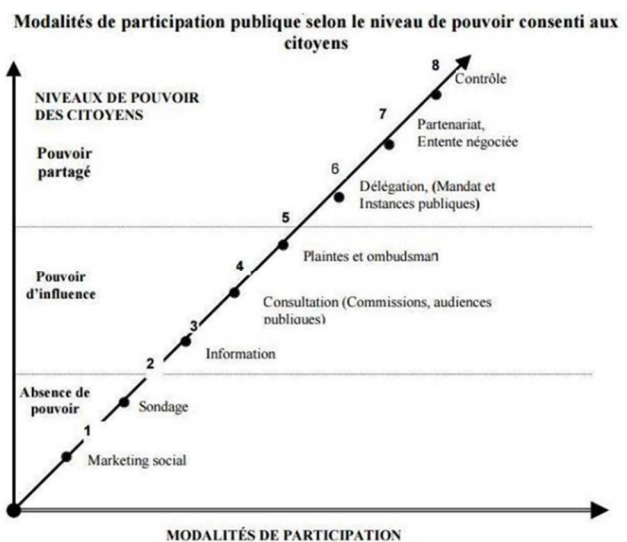 Modalités de participation publique selon le niveau de pouvoir consenti aux
citoyens
8
Contrôle
NIVEAUX DE POUVOIR
DES CITOYENS
7
Partenariat,
Entente négociée
Pouvoir
partagé
6
Délégation, (Mandat et
Instances publiques)
5
Plaintes et ombudsman
4
Pouvoir
d'influence
Consultation (Commissions, audiences
publiques)
3
Information
2
Absence de
pouvoir
Sondage
1
Marketing social
MODALITÉS DE PARTICIPATION